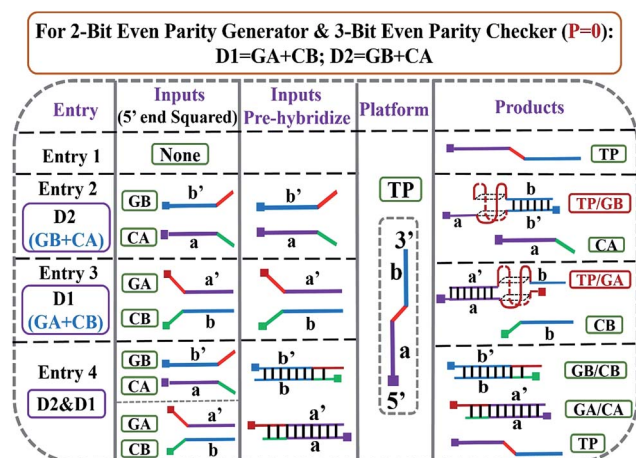 For 2-Bit Even Parity Generator & 3-Bit Even Parity Checker (P=0):
D1=GA+CB; D2=GB+CA
Entry
Inputs
(5' end Squared)
Inputs
Pre-hybridize
Platform
Products
Entry 1
None
TP
Entry 2
D2
(GB+CA)
GB
b'
CA
a
b'
a
TP
3'
b
a
5'
b
b'
a
TP/GB
a
CA
Entry 3
D1
(GA+CB)
GA
a'
CB
b
a'
b
a'
b
a
TP/GA
b
CB
Entry 4
D2&D1
GB
b'
CA
a
GA
a'
CB
b
b'
b
a'
a
b'
b
GB/CB
a'
a
GA/CA
TP